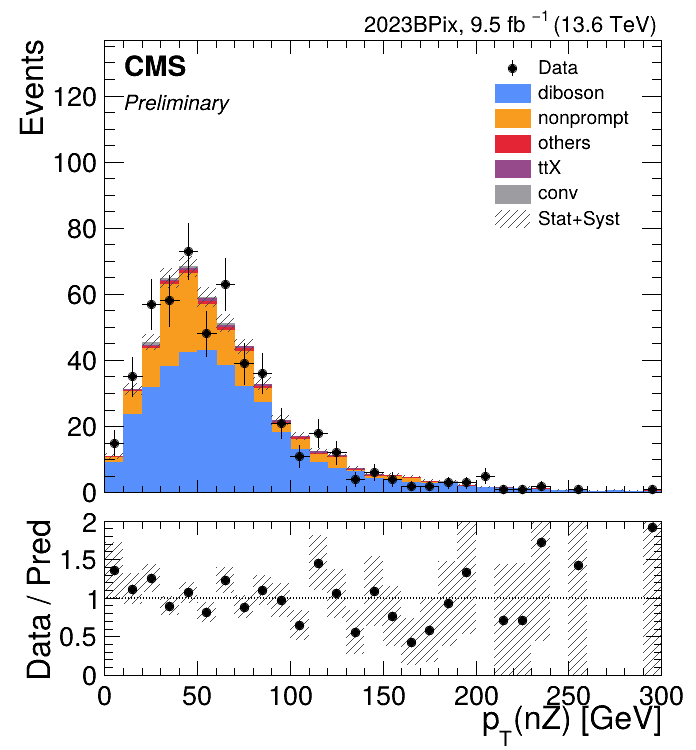 2023BPix, 9.5 fb⁻¹ (13.6 TeV)
CMS
Preliminary
Events
120
100
80
60
40
20
0
Data
diboson
nonprompt
others
ttX
conv
Stat+Syst
Data / Pred
2
1.5
1
0.5
0
0 50 100 150 200 250 300
p_T(nZ) [GeV]